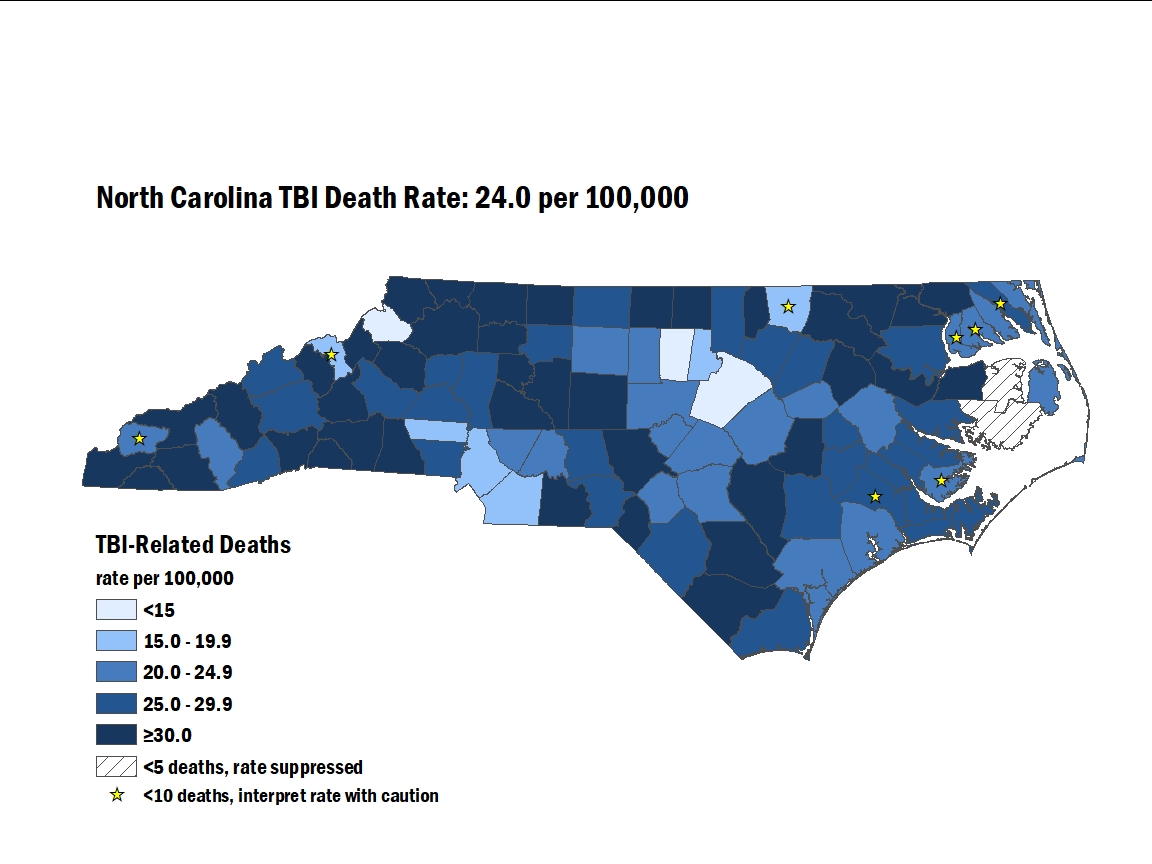 North Carolina TBI Death Rate: 24.0 per 100,000
TBI-Related Deaths
rate per 100,000
<15
15.0 - 19.9
20.0 - 24.9
25.0 - 29.9
≥30.0
<5 deaths, rate suppressed
<10 deaths, interpret rate with caution